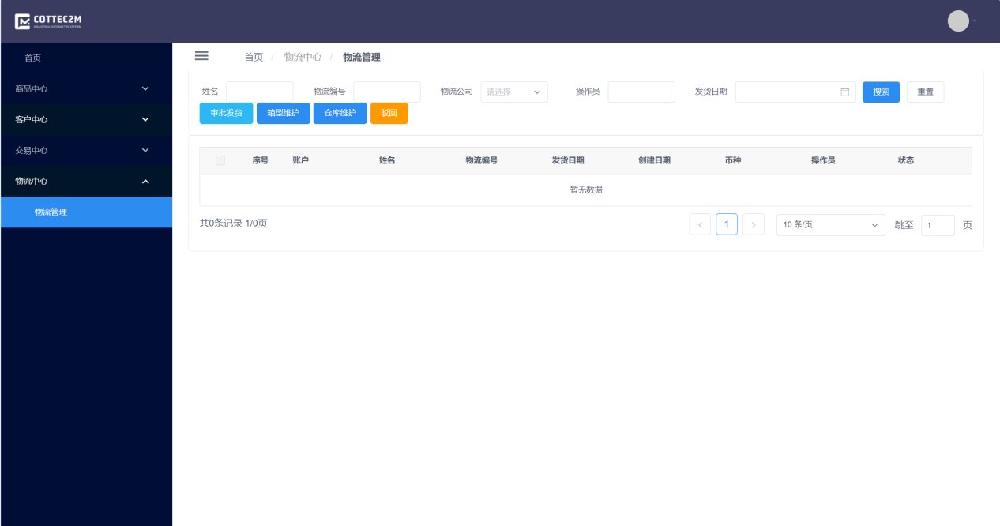 COTTEC2M
INDUSTRIAL INTERNET PLATFORM
首页
商品中心
客户中心
交易中心
物流中心
物流管理
首页 / 物流中心 / 物流管理
姓名 物流编号 物流公司 请选择 操作员 发货日期 搜索 重置
审批发货 箱型维护 仓库维护 驳回
序号 账户 姓名 物流编号 发货日期 创建日期 币种 操作员 状态
暂无数据
共0条记录 1/0页 1 10 条/页 跳至 1 页